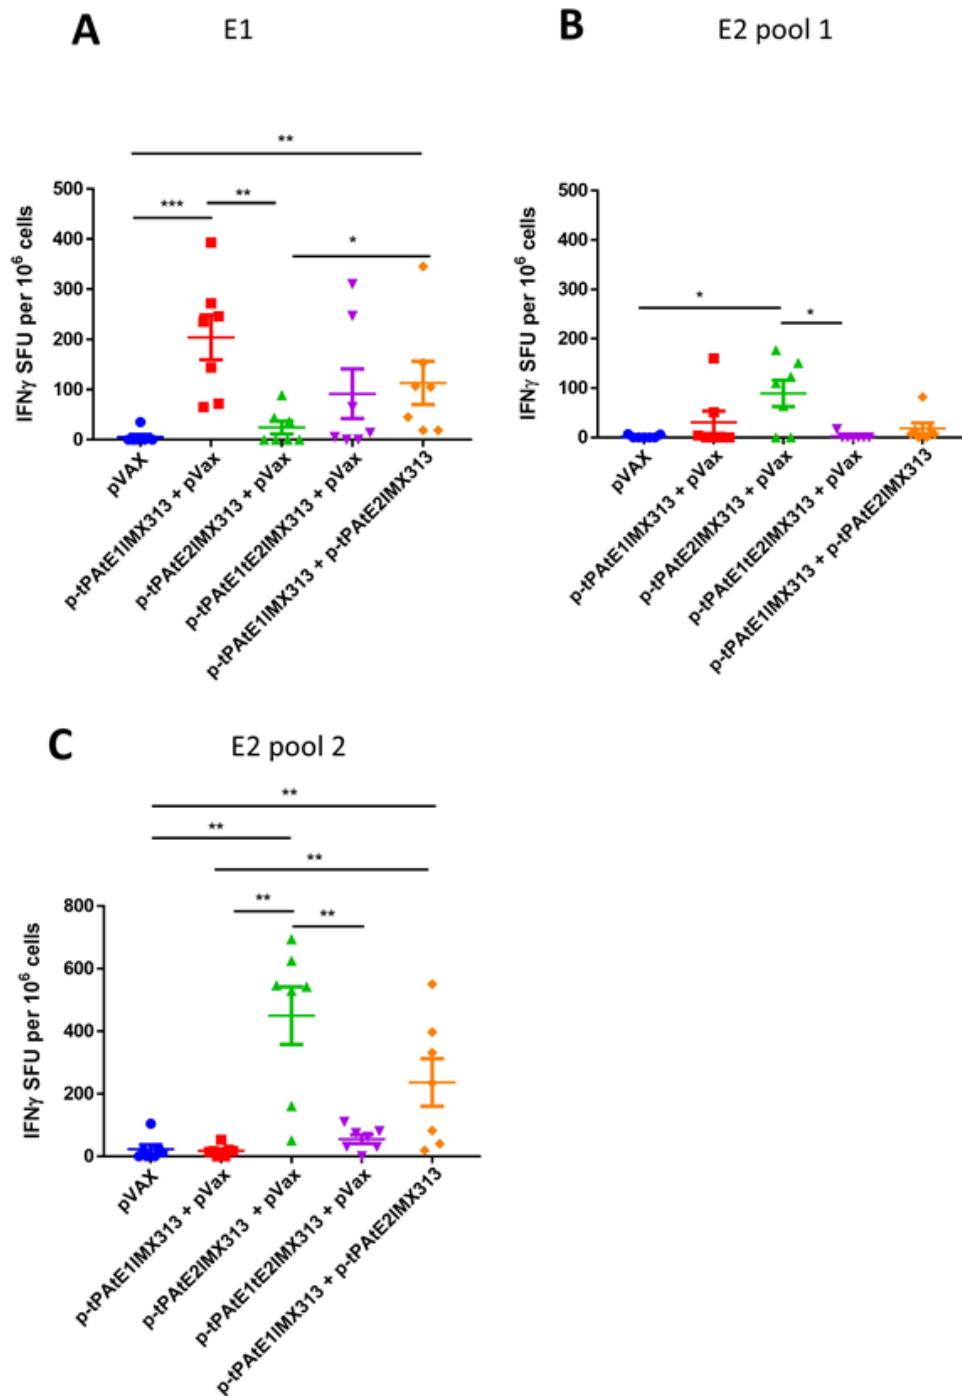 A E1
**
*** **
*
500
400
300
200
100
0
IFNγ SFU per 10⁶ cells
pVAX
p-tPAtE1IMX313 + pVax
p-tPAtE2IMX313 + pVax
p-tPAtE1tE2IMX313 + pVax
p-tPAtE1IMX313 + p-tPAtE2IMX313
B E2 pool 1
* *
500
400
300
200
100
0
IFNγ SFU per 10⁶ cells
pVAX
p-tPAtE1IMX313 + pVax
p-tPAtE2IMX313 + pVax
p-tPAtE1tE2IMX313 + pVax
p-tPAtE1IMX313 + p-tPAtE2IMX313
C E2 pool 2
**
**
**
** **
800
600
400
200
0
IFNγ SFU per 10⁶ cells
pVAX
p-tPAtE1IMX313 + pVax
p-tPAtE2IMX313 + pVax
p-tPAtE1tE2IMX313 + pVax
p-tPAtE1IMX313 + p-tPAtE2IMX313